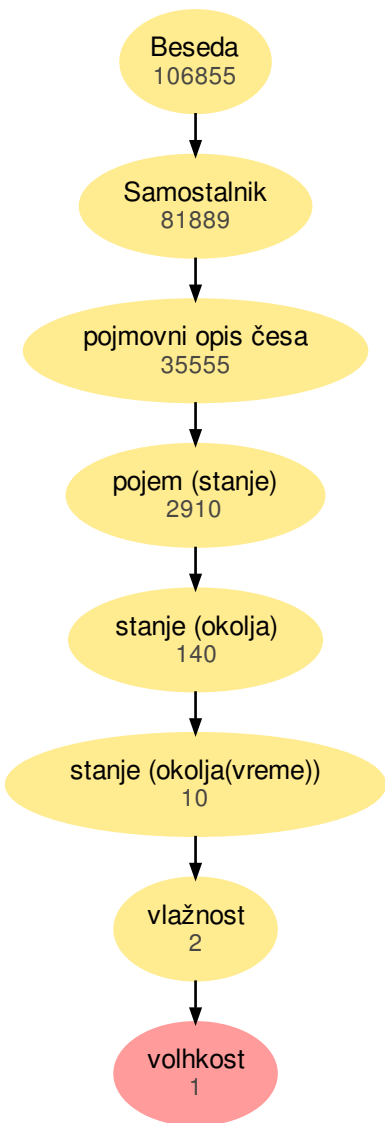 Beseda
106855
Samostalnik
81889
pojmovni opis česa
35555
pojem (stanje)
2910
stanje (okolja)
140
stanje (okolja(vreme))
10
vlažnost
2
volhkost
1